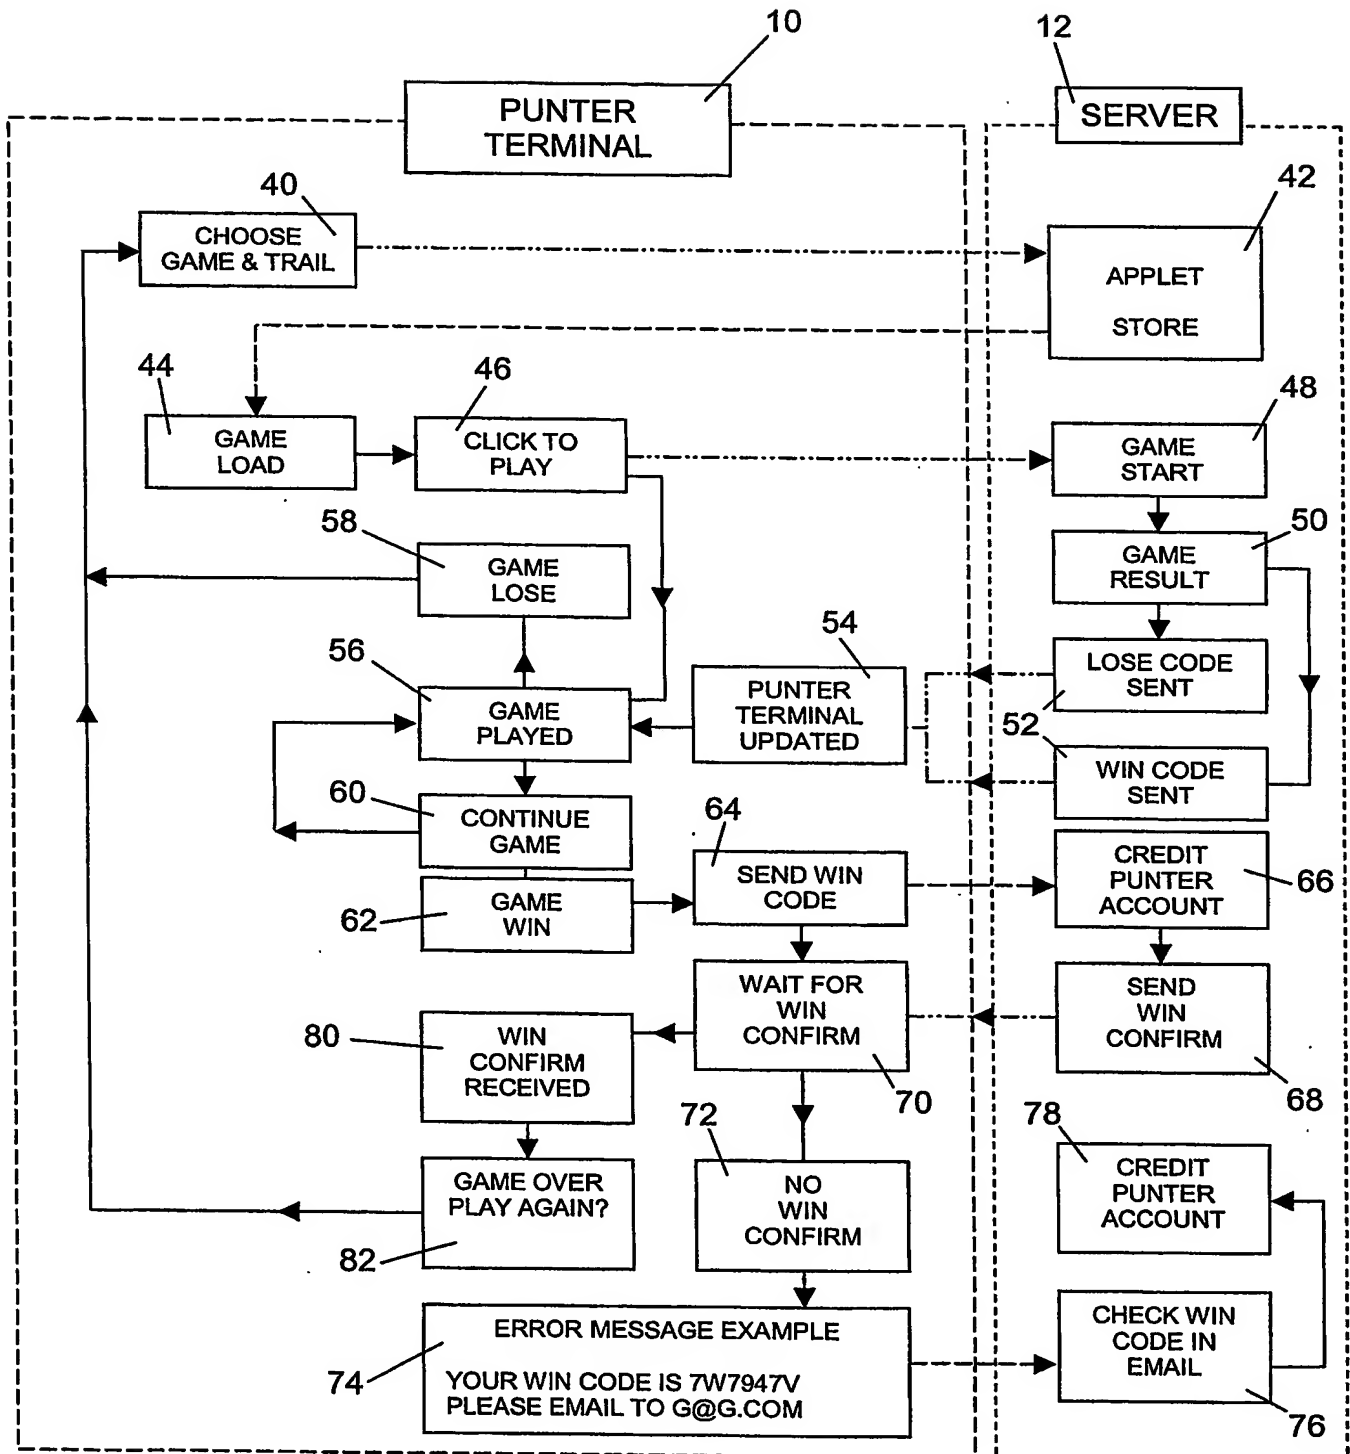 10
12
PUNTER
TERMINAL
SERVER
40
42
CHOOSE
GAME & TRAIL
APPLET
STORE
44
46
48
GAME
LOAD
CLICK TO
PLAY
GAME
START
58
50
GAME
LOSE
GAME
RESULT
54
56
LOSE CODE
SENT
PUNTER
TERMINAL
UPDATED
GAME
PLAYED
52
WIN CODE
SENT
60
64
CONTINUE
GAME
CREDIT
PUNTER
ACCOUNT
66
SEND WIN
CODE
62
GAME
WIN
WAIT FOR
WIN
CONFIRM
SEND
WIN
CONFIRM
80
WIN
CONFIRM
RECEIVED
70
68
72
78
GAME OVER
PLAY AGAIN?
82
NO
WIN
CONFIRM
CREDIT
PUNTER
ACCOUNT
ERROR MESSAGE EXAMPLE
74
YOUR WIN CODE IS 7W7947V
PLEASE EMAIL TO G@G.COM
CHECK WIN
CODE IN
EMAIL
76